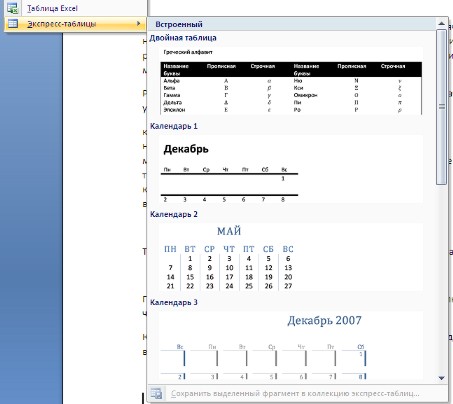 Таблица Excel
Экспресс-таблицы
Встроенный
Двойная таблица
Греческий алфавит
Название буквы Прописная Строчная Название буквы Прописная Строчная
Альфа Α α Ню Ν ν
Бета Β β Кси Ξ ξ
Гамма Γ γ Омикрон Ο ο
Дельта Δ δ Пи Π π
Эпсилон Ε ε Ро Ρ ρ
Календарь 1
Декабрь
Пн Вт Ср Чт Пт Сб Вс
1
2 3 4 5 6 7 8
Календарь 2
МАЙ
ПН ВТ СР ЧТ ПТ СБ ВС
1 2 3 4 5 6
7 8 9 10 11 12 13
14 15 16 17 18 19 20
21 22 23 24 25 26 27
Календарь 3
Декабрь 2007
Вс Пн Вт Ср Чт Пт Сб
1
2 3 4 5 6 7 8
Сохранить выделенный фрагмент в коллекцию экспресс-таблиц...